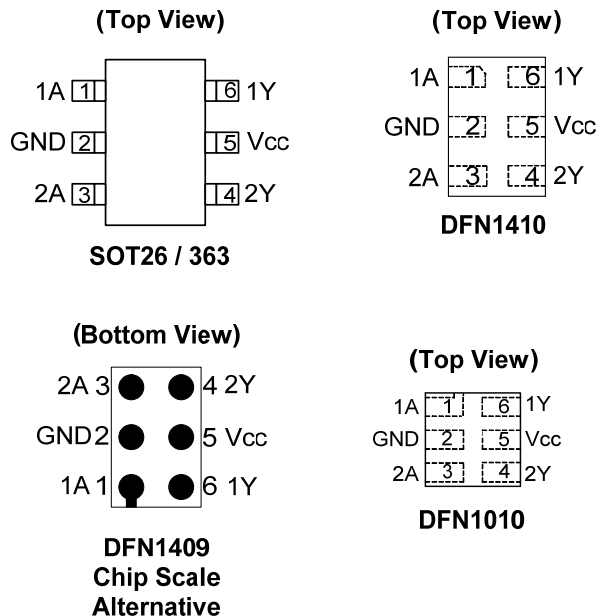 (Top View)
1A 1 6 1Y
GND 2 5 Vcc
2A 3 4 2Y
SOT26 / 363
(Top View)
1A 1 6 1Y
GND 2 5 Vcc
2A 3 4 2Y
DFN1410
(Bottom View)
2A 3 4 2Y
GND 2 5 Vcc
1A 1 6 1Y
DFN1409
Chip Scale
Alternative
(Top View)
1A 1 6 1Y
GND 2 5 Vcc
2A 3 4 2Y
DFN1010